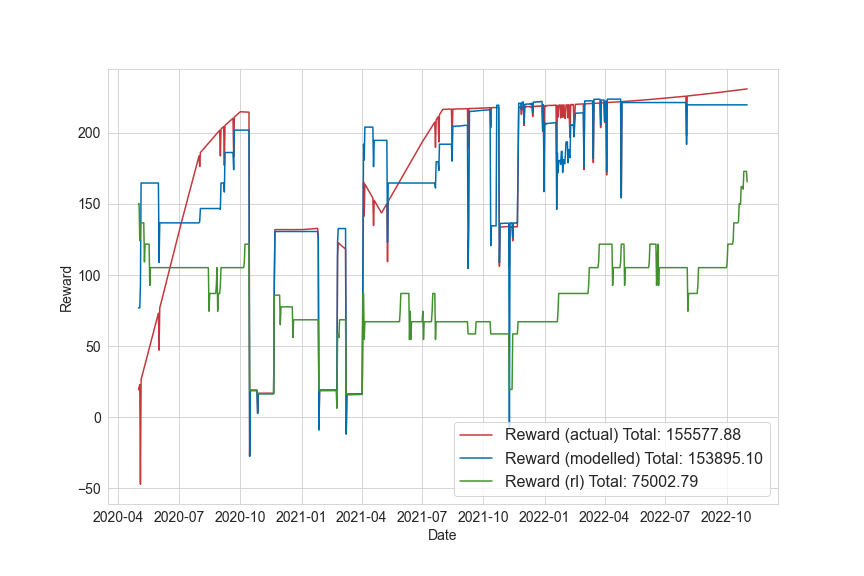 Reward
200
150
100
50
0
−50
Reward (actual) Total: 155577.88
Reward (modelled) Total: 153895.10
Reward (rl) Total: 75002.79
2020-04 2020-07 2020-10 2021-01 2021-04 2021-07 2021-10 2022-01 2022-04 2022-07 2022-10
Date